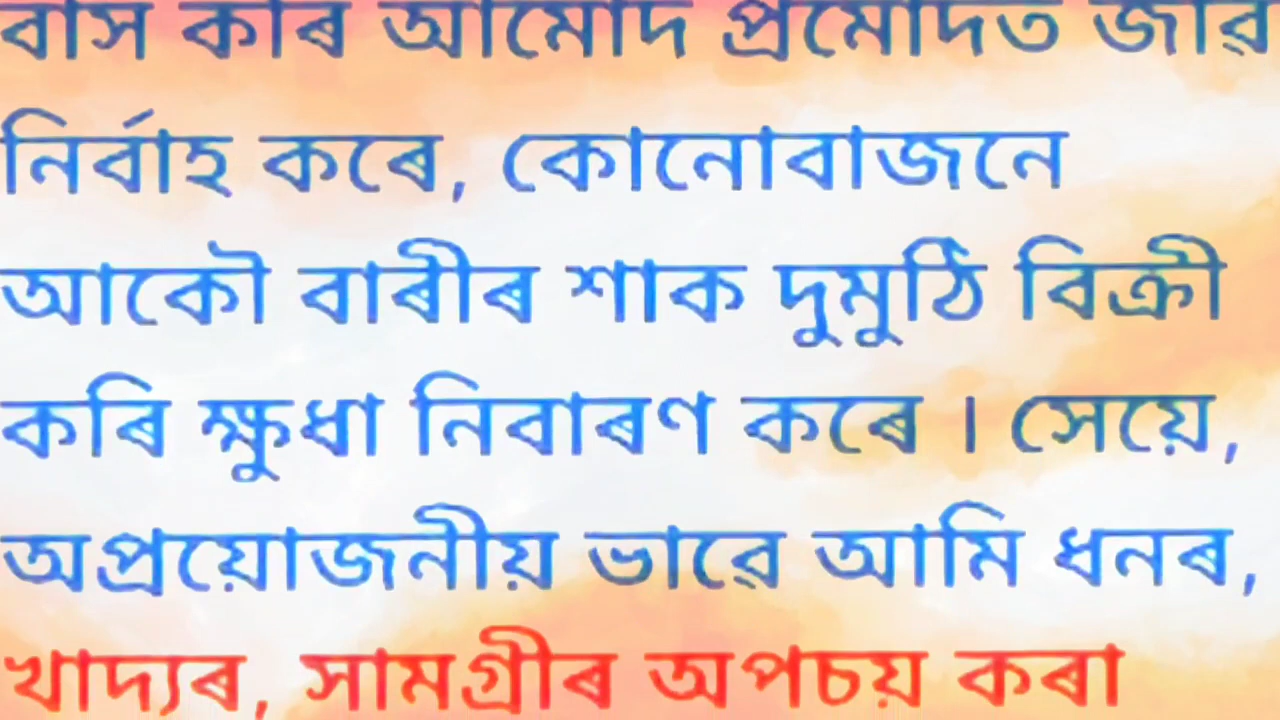 বাস কৰি আমোদ প্ৰমোদত জীৱন
নিৰ্বাহ কৰে, কোনোবাজনে
আকৌ বাৰীৰ শাক দুমুঠি বিক্ৰী
কৰি ক্ষুধা নিবাৰণ কৰে । সেয়ে,
অপ্ৰয়োজনীয় ভাৱে আমি ধনৰ,
খাদ্যৰ, সামগ্ৰীৰ অপচয় কৰা